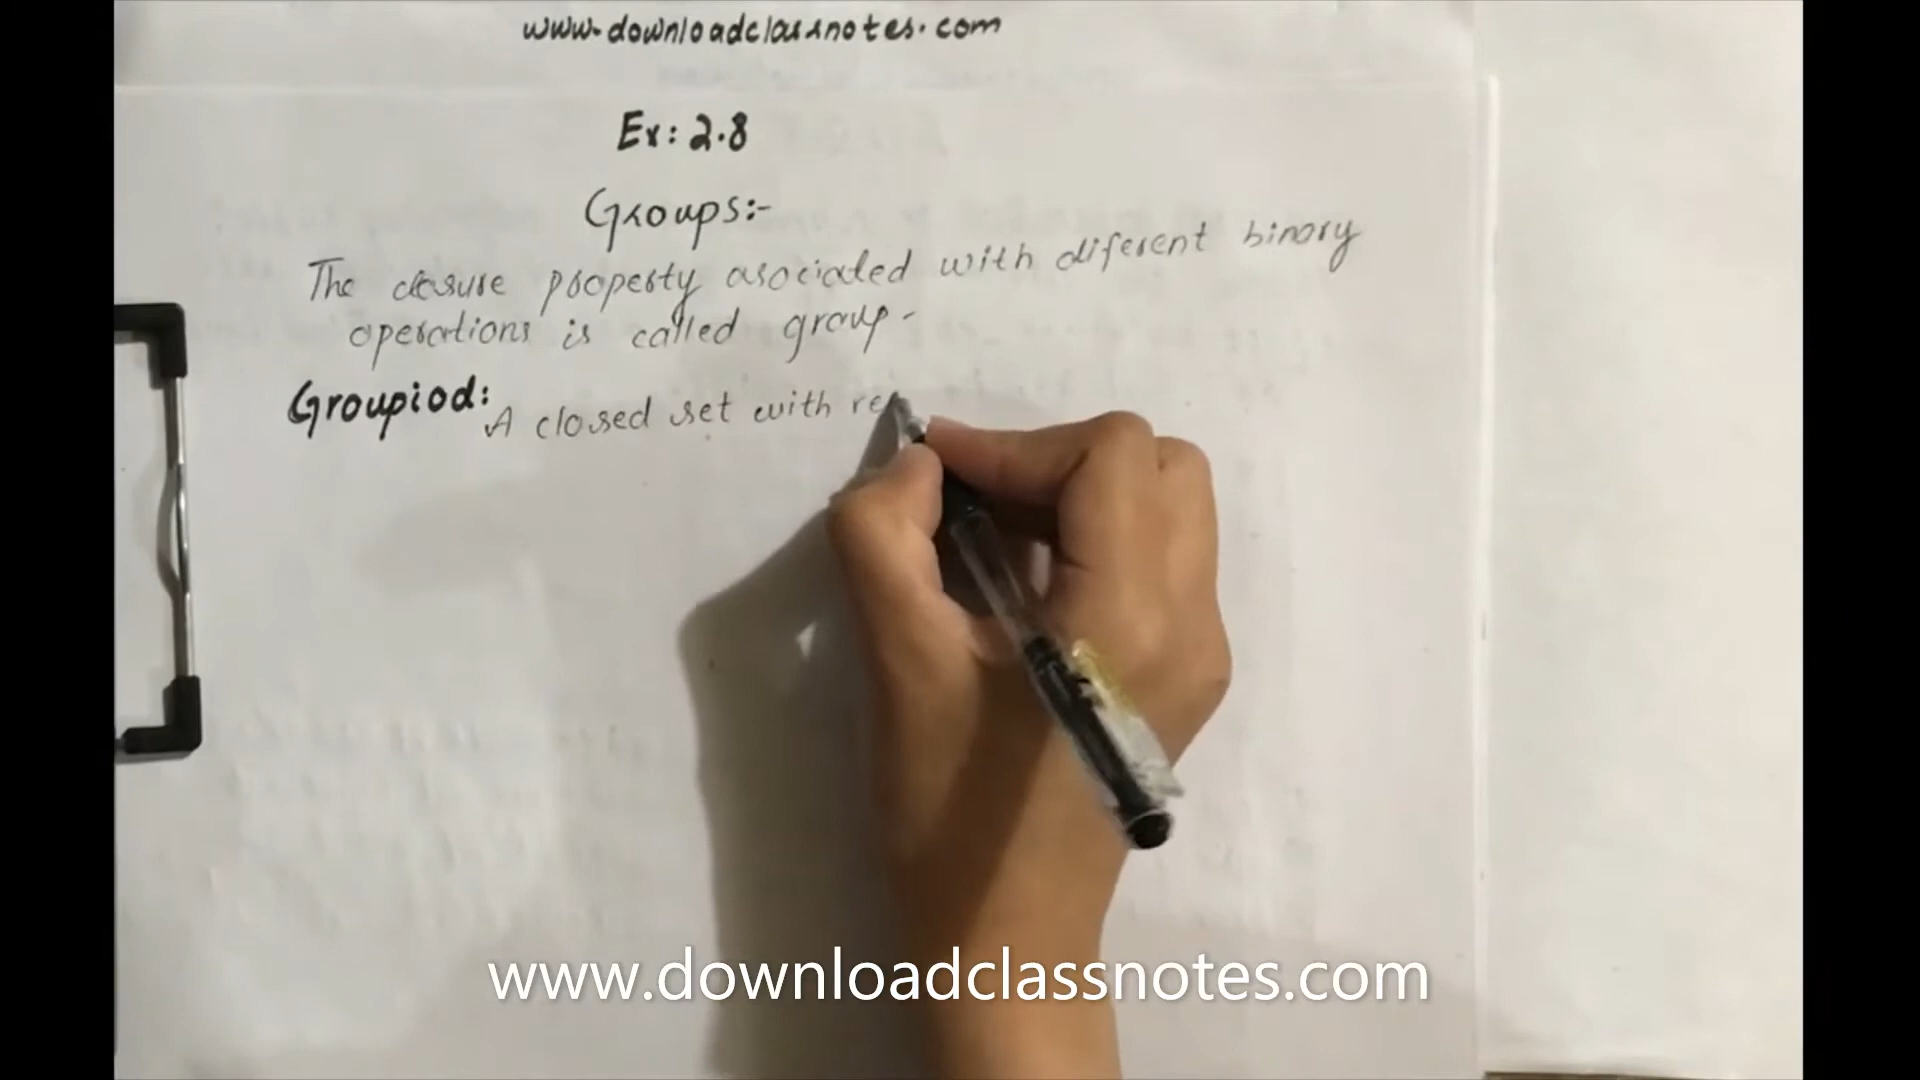 www.downloadclassnotes.com
Ex: 2.8
Groups:-
The closure property asociated with diferent binary
operations is called group-
Groupiod:
A closed set with re
www.downloadclassnotes.com